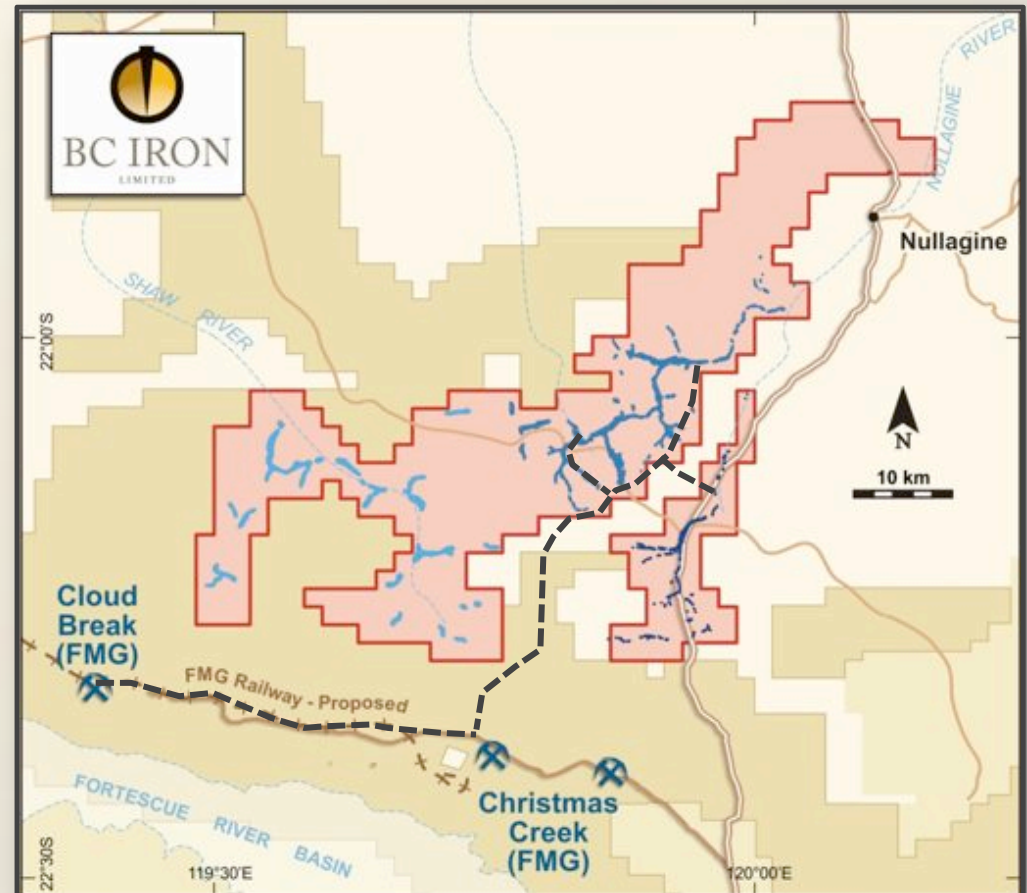 BC IRON
LIMITED
RIVER
NULLAGINE
Nullagine
SHAW RIVER
22°00'S
N
10 km
Cloud
Break
(FMG)
FMG Railway - Proposed
Christmas
Creek
(FMG)
FORTESCUE RIVER BASIN
22°30'S
119°30'E
120°00'E